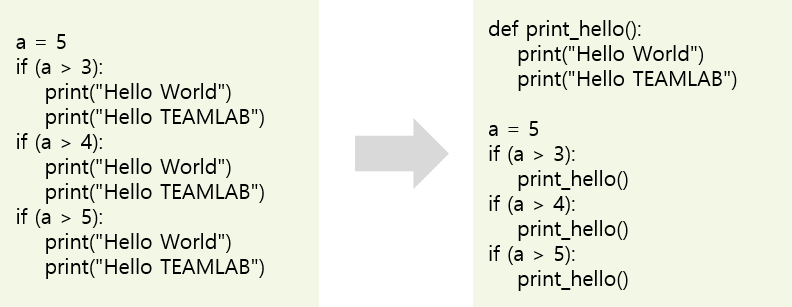 a = 5
if (a > 3):
     print("Hello World")
     print("Hello TEAMLAB")
if (a > 4):
     print("Hello World")
     print("Hello TEAMLAB")
if (a > 5):
     print("Hello World")
     print("Hello TEAMLAB")
def print_hello():
     print("Hello World")
     print("Hello TEAMLAB")

a = 5
if (a > 3):
     print_hello()
if (a > 4):
     print_hello()
if (a > 5):
     print_hello()